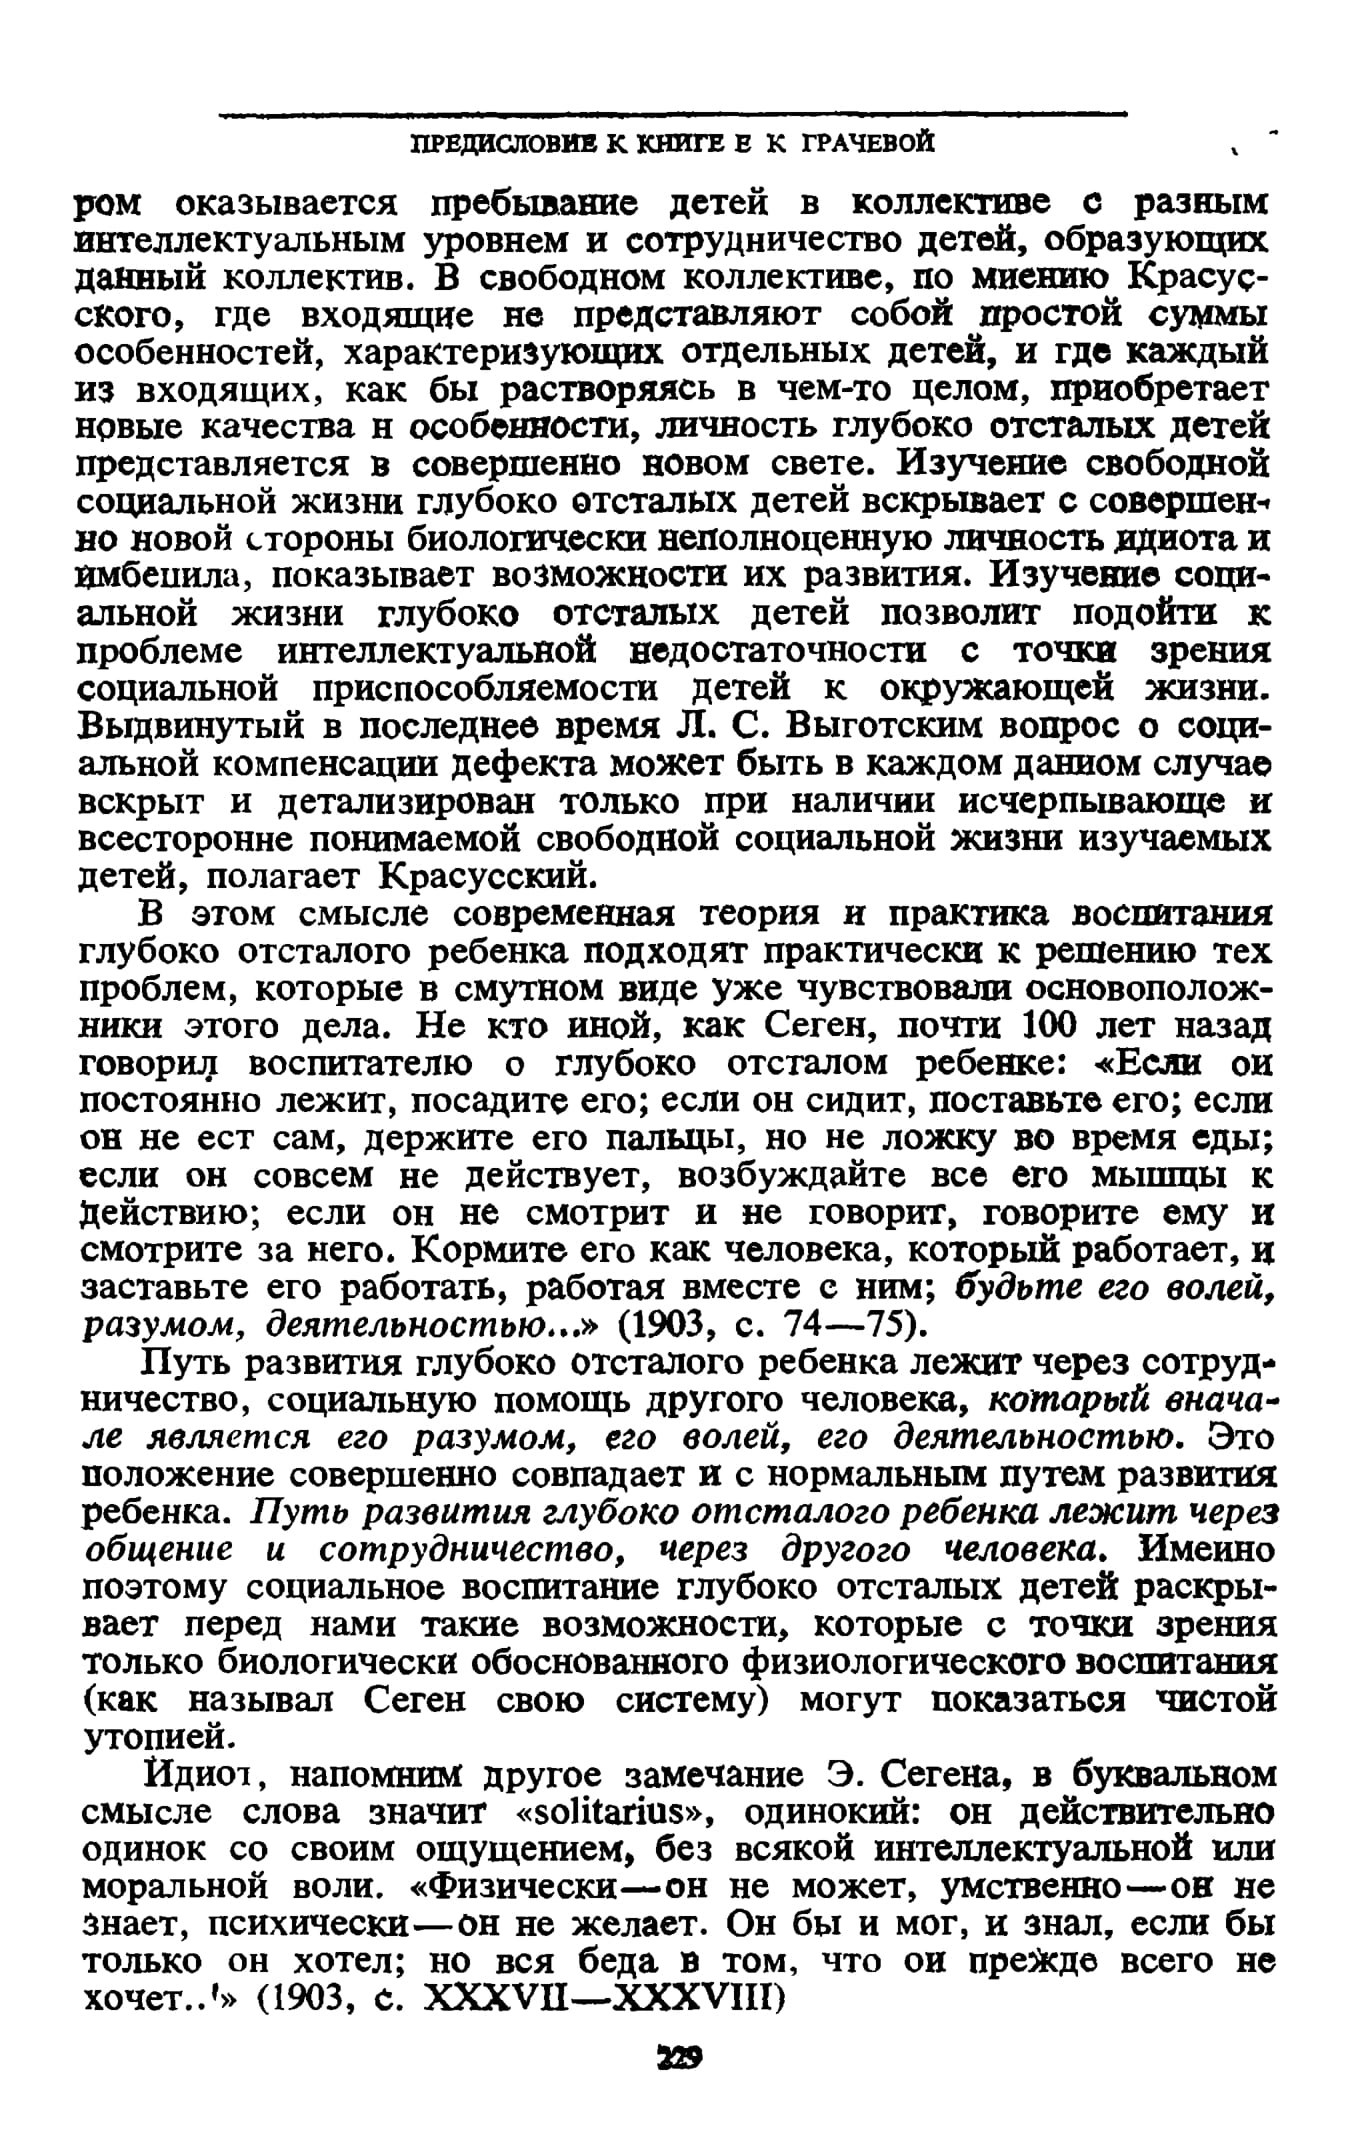 ПРЕДИСЛОВИЕ К КНИГЕ Е К ГРАЧЕВОЙ
ром оказывается пребывание детей в коллективе с разным
интеллектуальным уровнем и сотрудничество детей, образующих
данный коллектив. В свободном коллективе, по мнению Красус-
ского, где входящие не представляют собой простой суммы
особенностей, характеризующих отдельных детей, и где каждый
из входящих, как бы растворяясь в чем-то целом, приобретает
новые качества н особенности, личность глубоко отсталых детей
представляется в совершенно новом свете. Изучение свободной
социальной жизни глубоко отсталых детей вскрывает с совершен-
но новой стороны биологически неполноценную личность идиота и
имбецила, показывает возможности их развития. Изучение соци-
альной жизни глубоко отсталых детей позволит подойти к
проблеме интеллектуальной недостаточности с точки зрения
социальной приспособляемости детей к окружающей жизни.
Выдвинутый в последнее время Л. С. Выготским вопрос о соци-
альной компенсации дефекта может быть в каждом данном случае
вскрыт и детализирован только при наличии исчерпывающе и
всесторонне понимаемой свободной социальной жизни изучаемых
детей, полагает Красусский.
В этом смысле современная теория и практика воспитания
глубоко отсталого ребенка подходят практически к решению тех
проблем, которые в смутном виде уже чувствовали основополож-
ники этого дела. Не кто иной, как Сеген, почти 100 лет назад
говорил воспитателю о глубоко отсталом ребенке: «Если он
постоянно лежит, посадите его; если он сидит, поставьте его; если
он не ест сам, держите его пальцы, но не ложку во время еды;
если он совсем не действует, возбуждайте все его мышцы к
действию; если он не смотрит и не говорит, говорите ему и
смотрите за него. Кормите его как человека, который работает, и
заставьте его работать, работая вместе с ним; будьте его волей,
разумом, деятельностью...» (1903, с. 74—75).
Путь развития глубоко отсталого ребенка лежит через сотруд-
ничество, социальную помощь другого человека, который внача-
ле является его разумом, его волей, его деятельностью. Это
положение совершенно совпадает и с нормальным путем развития
ребенка. Путь развития глубоко отсталого ребенка лежит через
общение и сотрудничество, через другого человека. Именно
поэтому социальное воспитание глубоко отсталых детей раскры-
вает перед нами такие возможности, которые с точки зрения
только биологически обоснованного физиологического воспитания
(как называл Сеген свою систему) могут показаться чистой
утопией.
Идиот, напомним другое замечание Э. Сегена, в буквальном
смысле слова значит «solitarius», одинокий: он действительно
одинок со своим ощущением, без всякой интеллектуальной или
моральной воли. «Физически—он не может, умственно—он не
знает, психически—он не желает. Он бы и мог, и знал, если бы
только он хотел; но вся беда в том, что он прежде всего не
хочет..!» (1903, с. XXXVII—XXXVIII)
229